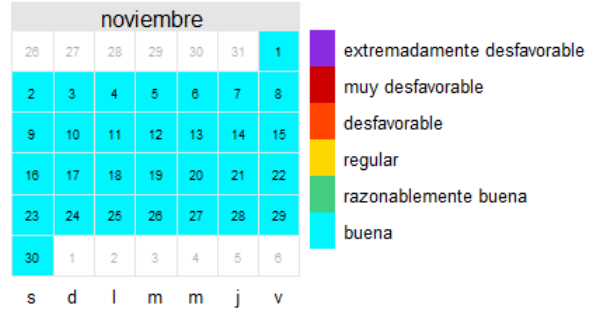 noviembre
26 27 28 29 30 31 1
2 3 4 5 6 7 8
9 10 11 12 13 14 15
16 17 18 19 20 21 22
23 24 25 26 27 28 29
30 1 2 3 4 5 6
s d l m m j v
extremadamente desfavorable
muy desfavorable
desfavorable
regular
razonablemente buena
buena